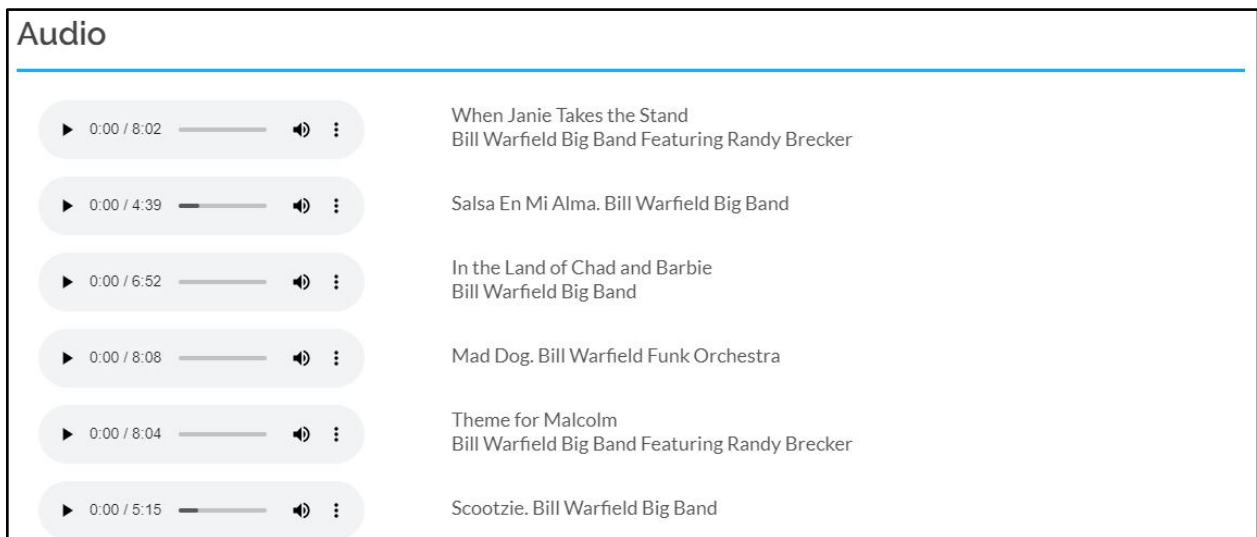 Audio
0:00 / 8:02
When Janie Takes the Stand
Bill Warfield Big Band Featuring Randy Brecker
0:00 / 4:39
Salsa En Mi Alma. Bill Warfield Big Band
0:00 / 6:52
In the Land of Chad and Barbie
Bill Warfield Big Band
0:00 / 8:08
Mad Dog. Bill Warfield Funk Orchestra
0:00 / 8:04
Theme for Malcolm
Bill Warfield Big Band Featuring Randy Brecker
0:00 / 5:15
Scootzie. Bill Warfield Big Band